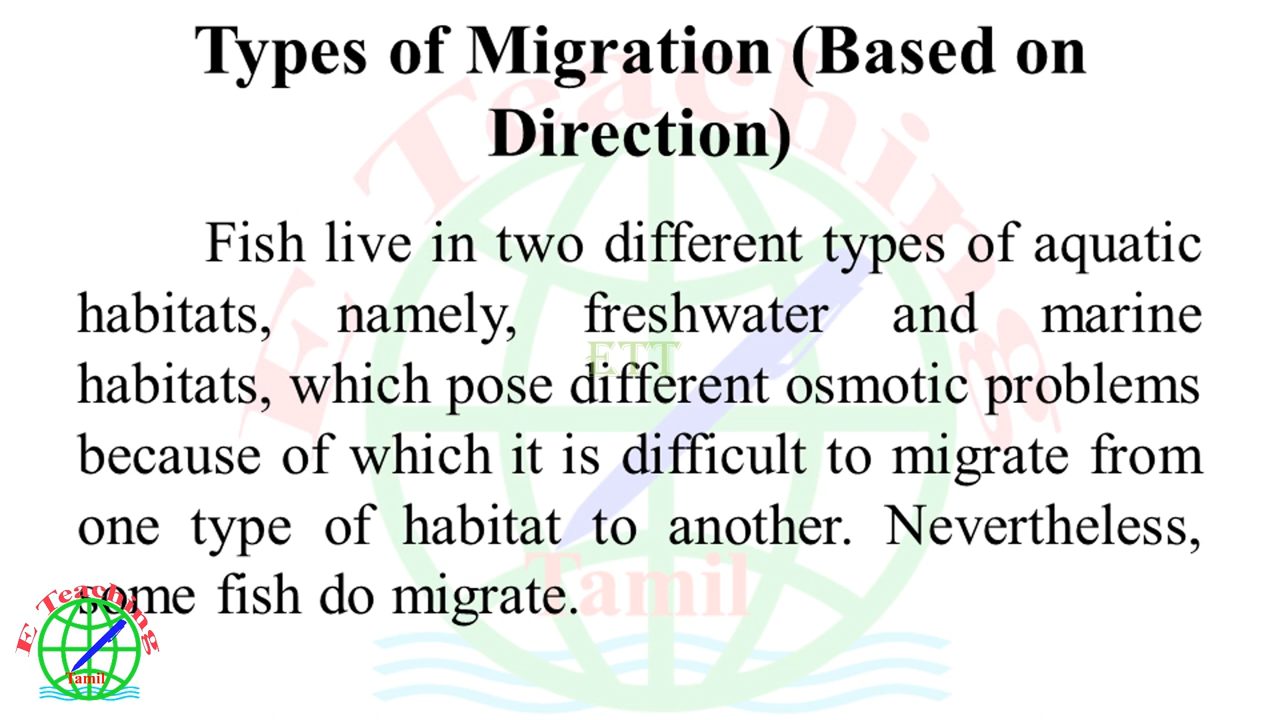 Types of Migration (Based on
Direction)
Fish live in two different types of aquatic
habitats, namely, freshwater and marine
habitats, which pose different osmotic problems
because of which it is difficult to migrate from
one type of habitat to another. Nevertheless,
some fish do migrate.
E Teaching
Tamil
ETT
E Teaching
Tamil